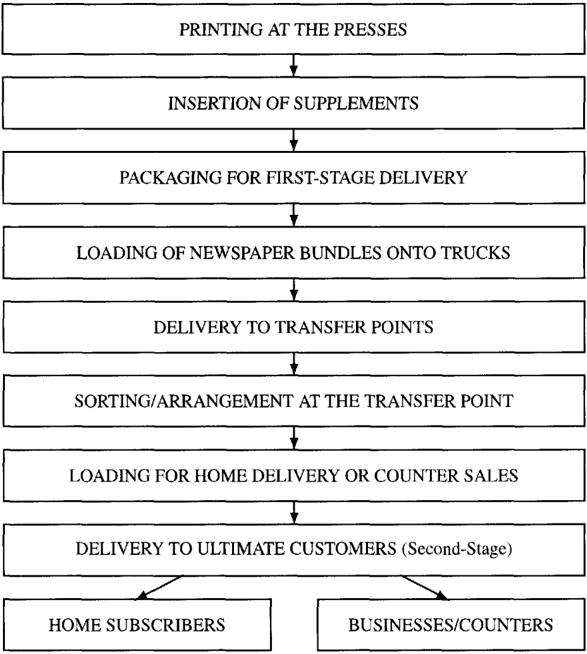 PRINTING AT THE PRESSES
INSERTION OF SUPPLEMENTS
PACKAGING FOR FIRST-STAGE DELIVERY
LOADING OF NEWSPAPER BUNDLES ONTO TRUCKS
DELIVERY TO TRANSFER POINTS
SORTING/ARRANGEMENT AT THE TRANSFER POINT
LOADING FOR HOME DELIVERY OR COUNTER SALES
DELIVERY TO ULTIMATE CUSTOMERS (Second-Stage)
HOME SUBSCRIBERS
BUSINESSES/COUNTERS